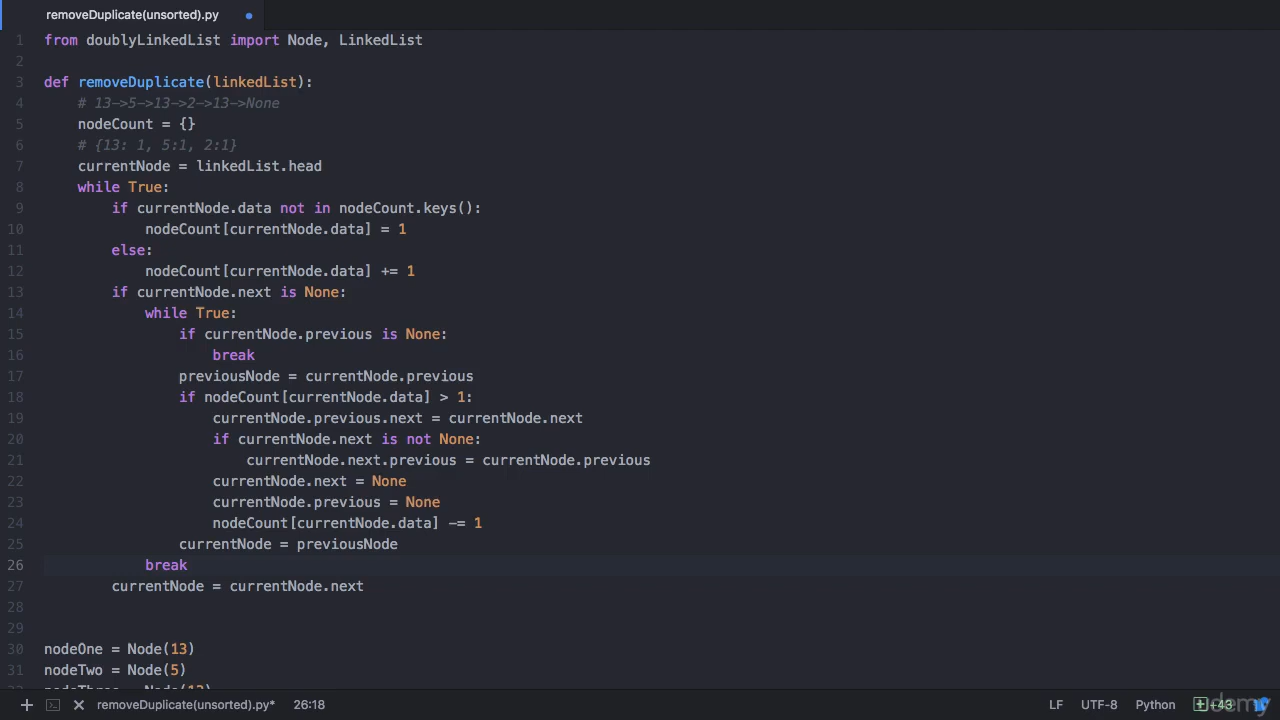 removeDuplicate(unsorted).py
1 from doublyLinkedList import Node, LinkedList
2
3 def removeDuplicate(linkedList):
4 # 13->5->13->2->13->None
5 nodeCount = {}
6 # {13: 1, 5:1, 2:1}
7 currentNode = linkedList.head
8 while True:
9 if currentNode.data not in nodeCount.keys():
10 nodeCount[currentNode.data] = 1
11 else:
12 nodeCount[currentNode.data] += 1
13 if currentNode.next is None:
14 while True:
15 if currentNode.previous is None:
16 break
17 previousNode = currentNode.previous
18 if nodeCount[currentNode.data] > 1:
19 currentNode.previous.next = currentNode.next
20 if currentNode.next is not None:
21 currentNode.next.previous = currentNode.previous
22 currentNode.next = None
23 currentNode.previous = None
24 nodeCount[currentNode.data] -= 1
25 currentNode = previousNode
26 break
27 currentNode = currentNode.next
28
29
30 nodeOne = Node(13)
31 nodeTwo = Node(5)
32 nodeThree = Node(13)
removeDuplicate(unsorted).py* 26:18 LF UTF-8 Python +43
udemy